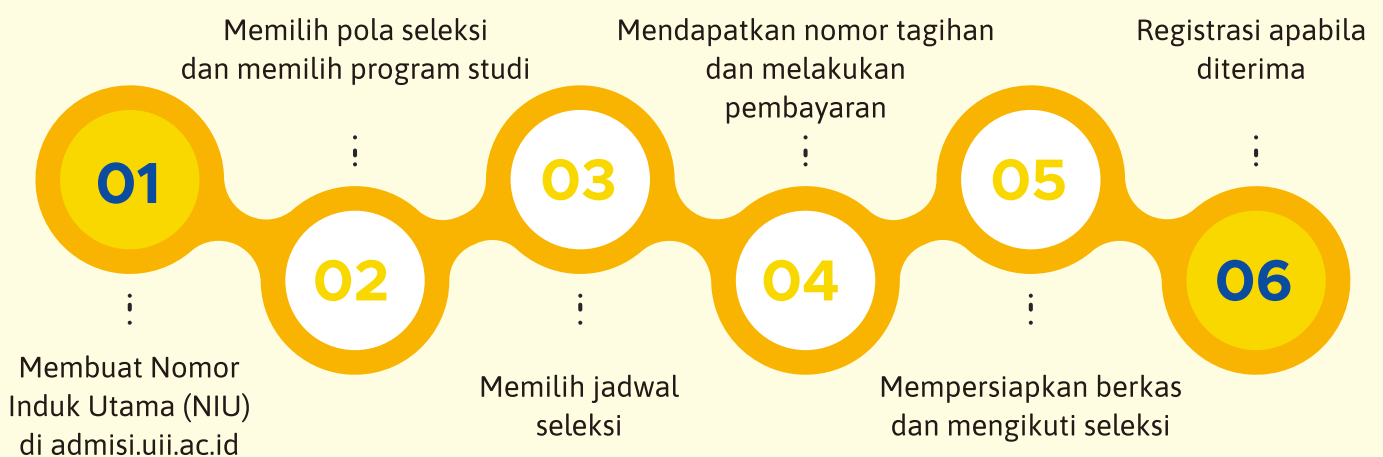 01
Membuat Nomor
Induk Utama (NIU)
di admisi.uii.ac.id
Memilih pola seleksi
dan memilih program studi
02
03
Memilih jadwal
seleksi
Mendapatkan nomor tagihan
dan melakukan
pembayaran
04
05
Mempersiapkan berkas
dan mengikuti seleksi
Registrasi apabila
diterima
06